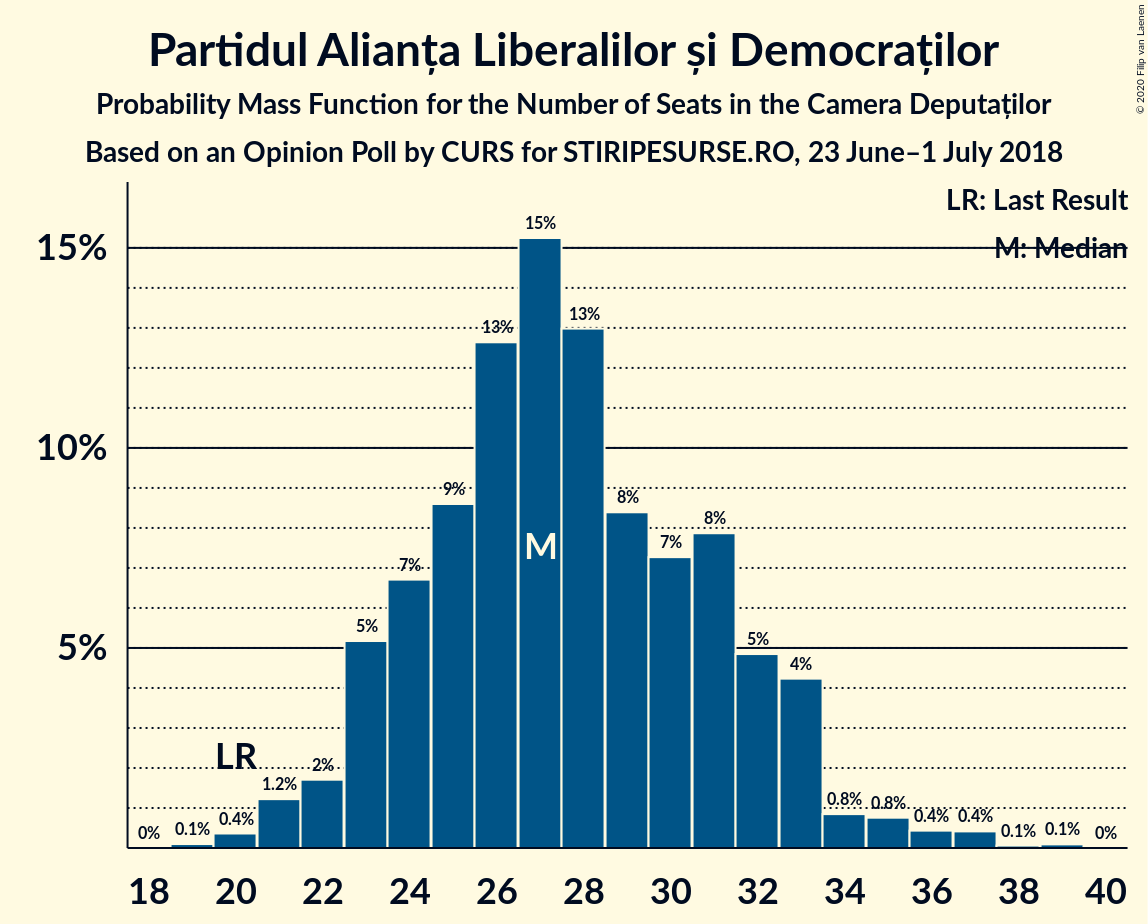 Partidul Alianța Liberalilor și Democraților
Probability Mass Function for the Number of Seats in the Camera Deputaților
Based on an Opinion Poll by CURS for STIRIPESURSE.RO, 23 June–1 July 2018
© 2020 Filip van Laenen
LR: Last Result
M: Median
15%
10%
5%
0%
0.1%
0.4%
1.2%
2%
5%
7%
9%
13%
15%
13%
8%
7%
8%
5%
4%
0.8%
0.8%
0.4%
0.4%
0.1%
0.1%
0%
LR
M
18 20 22 24 26 28 30 32 34 36 38 40